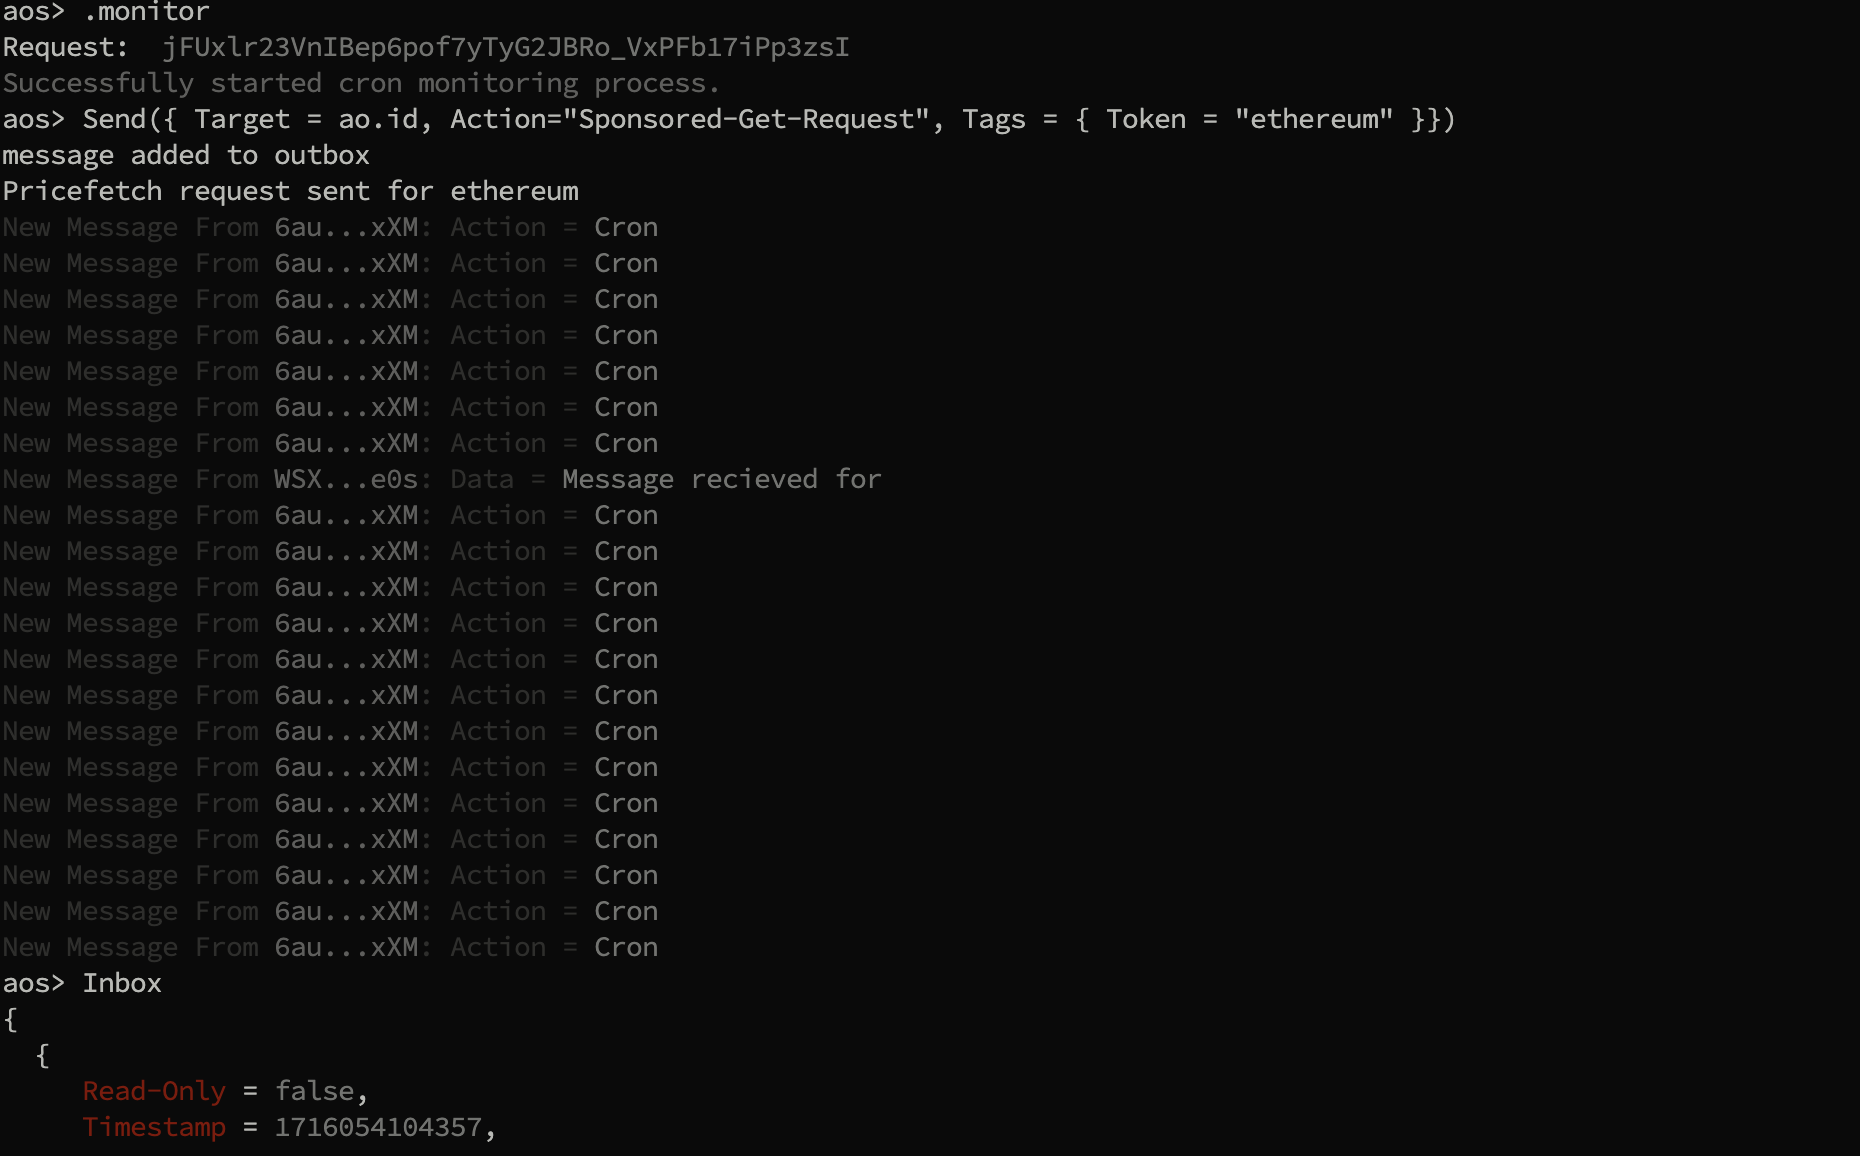 aos> .monitor
Request:  jFUxlr23VnIBep6pof7yTyG2JBRo_VxPFb17iPp3zsI
Successfully started cron monitoring process.
aos> Send({ Target = ao.id, Action="Sponsored-Get-Request", Tags = { Token = "ethereum" }})
message added to outbox
Pricefetch request sent for ethereum
New Message From 6au...xXM: Action = Cron
New Message From 6au...xXM: Action = Cron
New Message From 6au...xXM: Action = Cron
New Message From 6au...xXM: Action = Cron
New Message From 6au...xXM: Action = Cron
New Message From 6au...xXM: Action = Cron
New Message From 6au...xXM: Action = Cron
New Message From WSX...e0s: Data = Message recieved for
New Message From 6au...xXM: Action = Cron
New Message From 6au...xXM: Action = Cron
New Message From 6au...xXM: Action = Cron
New Message From 6au...xXM: Action = Cron
New Message From 6au...xXM: Action = Cron
New Message From 6au...xXM: Action = Cron
New Message From 6au...xXM: Action = Cron
New Message From 6au...xXM: Action = Cron
New Message From 6au...xXM: Action = Cron
New Message From 6au...xXM: Action = Cron
New Message From 6au...xXM: Action = Cron
New Message From 6au...xXM: Action = Cron
New Message From 6au...xXM: Action = Cron
aos> Inbox
{
  {
     Read-Only = false,
     Timestamp = 1716054104357,